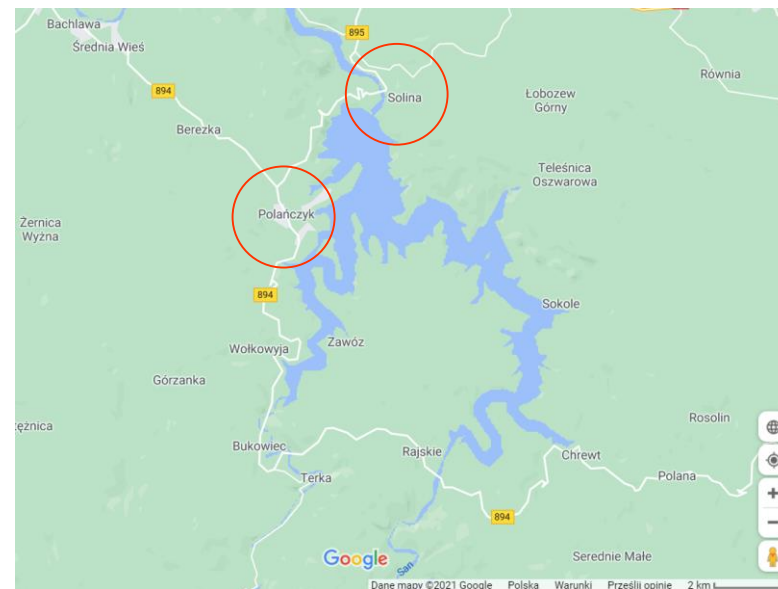 Bachlawa
Średnia Wieś
895
Solina
Równia
894
Łobozew
Górny
Berezka
Teleśnica
Oszwarowa
Polańczyk
Żernica
Wyżna
894
Sokole
Zawóz
Wołkowyja
Górzanka
Rosolin
tężnica
Bukowiec
Rajskie
Chrewt
Terka
Polana
894
Google
San
Serednie Małe
Dane mapy ©2021 Google Polska Warunki Prześlij opinię 2 km